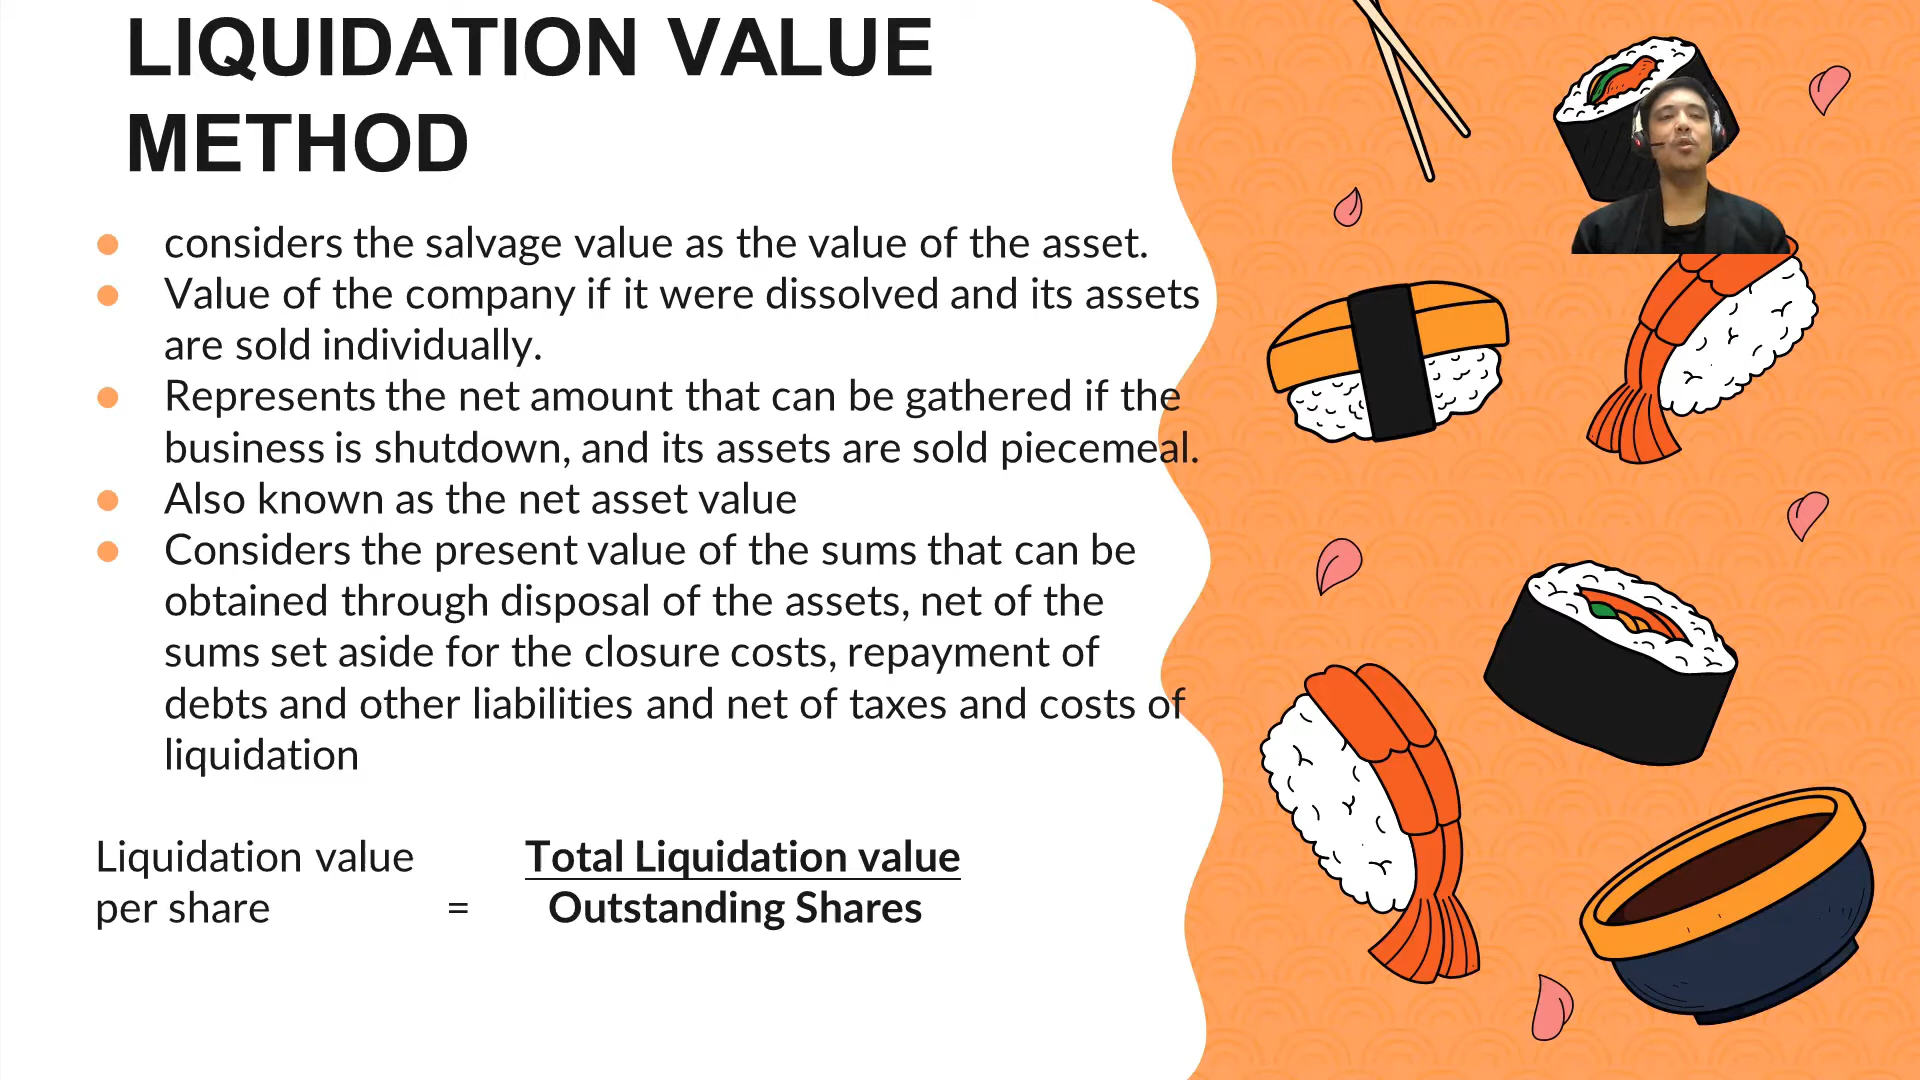 LIQUIDATION VALUE
METHOD
considers the salvage value as the value of the asset.
Value of the company if it were dissolved and its assets
are sold individually.
Represents the net amount that can be gathered if the
business is shutdown, and its assets are sold piecemeal.
Also known as the net asset value
Considers the present value of the sums that can be
obtained through disposal of the assets, net of the
sums set aside for the closure costs, repayment of
debts and other liabilities and net of taxes and costs of
liquidation
Liquidation value Total Liquidation value
per share = Outstanding Shares